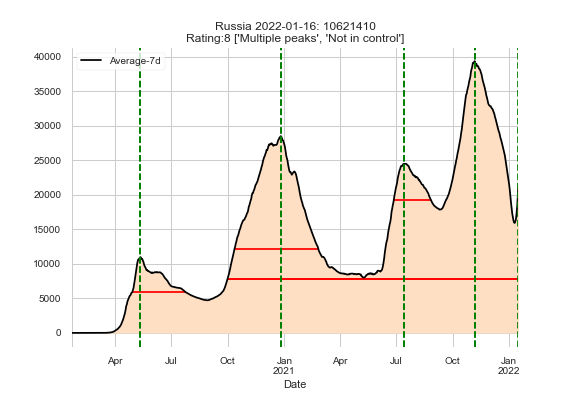 Russia 2022-01-16: 10621410
Rating:8 ['Multiple peaks', 'Not in control']
Average-7d
40000
35000
30000
25000
20000
15000
10000
5000
0
Apr Jul Oct Jan Apr Jul Oct Jan
2021 2022
Date